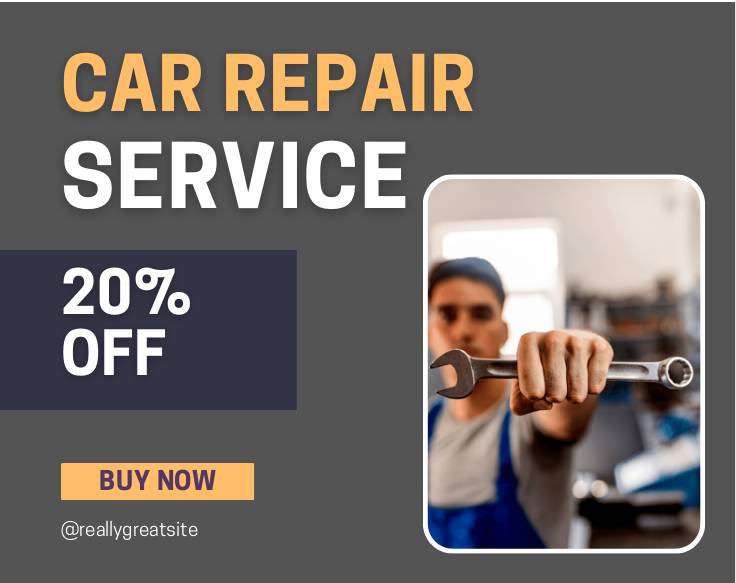 CAR REPAIR
SERVICE
20%
OFF
BUY NOW
@reallygreatsite